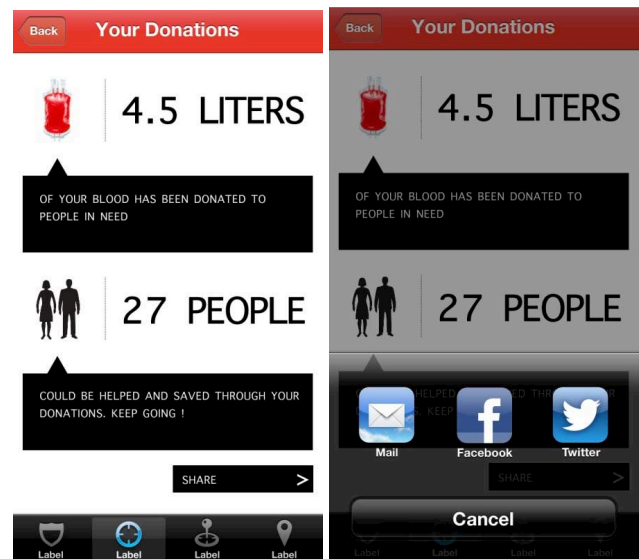 Back Your Donations
4.5 LITERS
OF YOUR BLOOD HAS BEEN DONATED TO
PEOPLE IN NEED
27 PEOPLE
COULD BE HELPED AND SAVED THROUGH YOUR
DONATIONS. KEEP GOING !
SHARE >
Label Label Label Label
Back Your Donations
4.5 LITERS
OF YOUR BLOOD HAS BEEN DONATED TO
PEOPLE IN NEED
27 PEOPLE
HELPED
KEEP
Mail Facebook Twitter
SHARE >
Cancel
Label Label Label Label